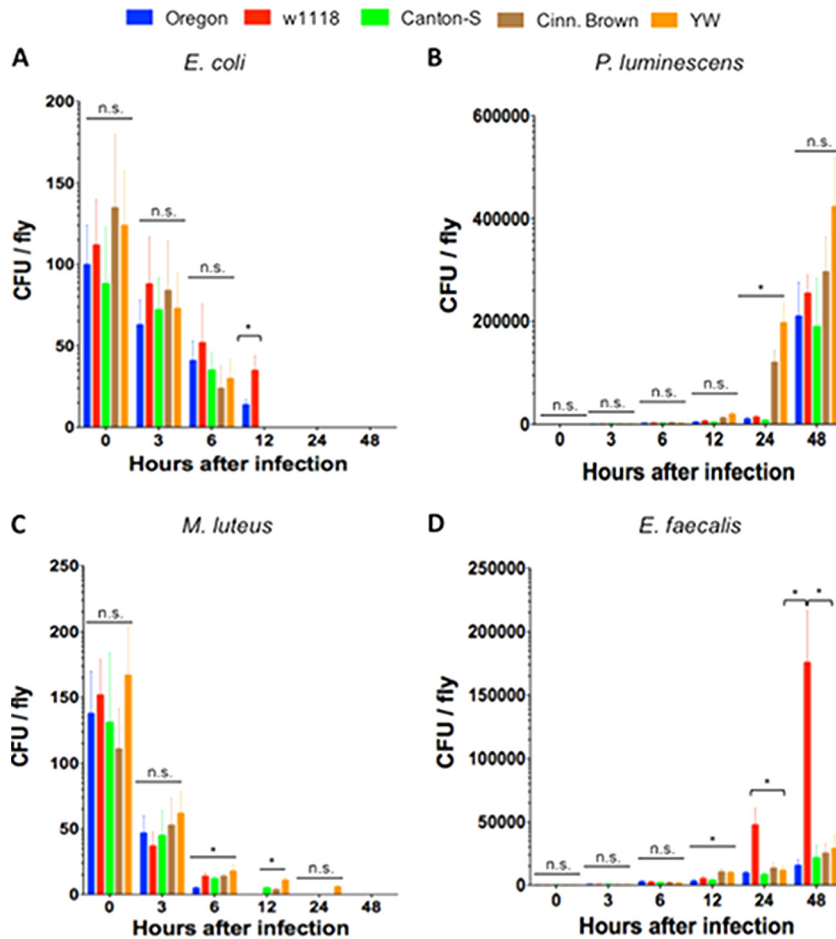 Oregon w1118 Canton-S Cinn. Brown YW
A E. coli
CFU / fly
200
150
100
50
0
n.s.
n.s.
n.s.
*
0 3 6 12 24 48
Hours after infection
B P. luminescens
CFU / fly
600000
400000
200000
0
n.s.
n.s.
n.s.
n.s.
*
n.s.
0 3 6 12 24 48
Hours after infection
C M. luteus
CFU / fly
250
200
150
100
50
0
n.s.
n.s.
*
*
n.s.
0 3 6 12 24 48
Hours after infection
D E. faecalis
CFU / fly
250000
200000
150000
100000
50000
0
n.s.
n.s.
n.s.
*
*
* *
0 3 6 12 24 48
Hours after infection